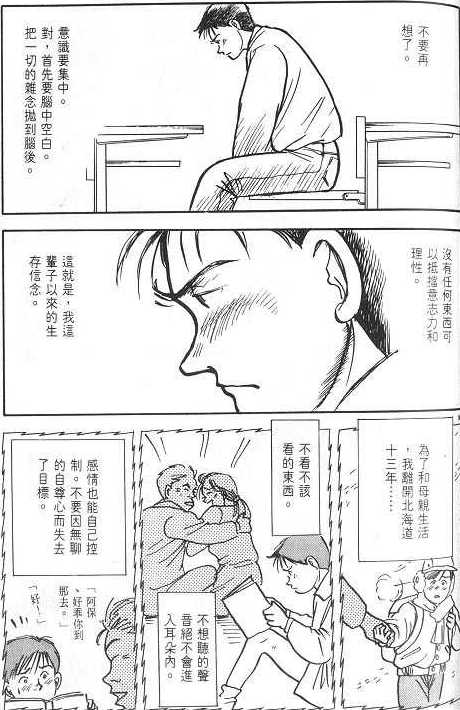 不要再
想了。
意識要集中。
對，首先要腦中空白。
把一切的雜念拋到腦後。
沒有任何東西可
以抵擋意志力和
理性。
這就是，我這
輩子以來的生
存信念。
為了和母親生活
，我離開北海道
十三年……
不看不該
看的東西。
不想聽的聲
音絕不會進
入耳朵內。
感情也能自己控
制。不要因無聊
的自尊心而失去
了目標。
「阿保
、好乖你到
那去。」
「好！」